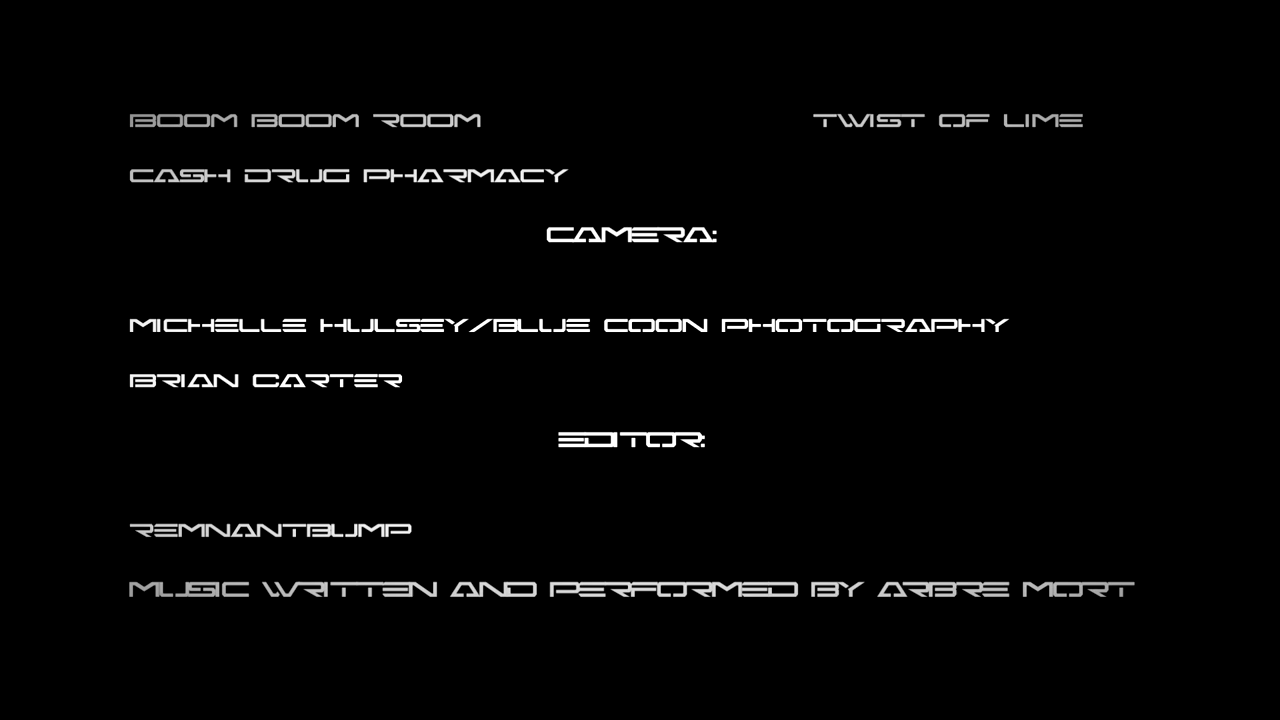 BOOM BOOM ROOM TWIST OF LIME
CASH DRUG PHARMACY
CAMERA:
MICHELLE HULSEY/BLUE COON PHOTOGRAPHY
BRIAN CARTER
EDITOR:
REMNANTBUMP
MUSIC WRITTEN AND PERFORMED BY ARBRE MORT